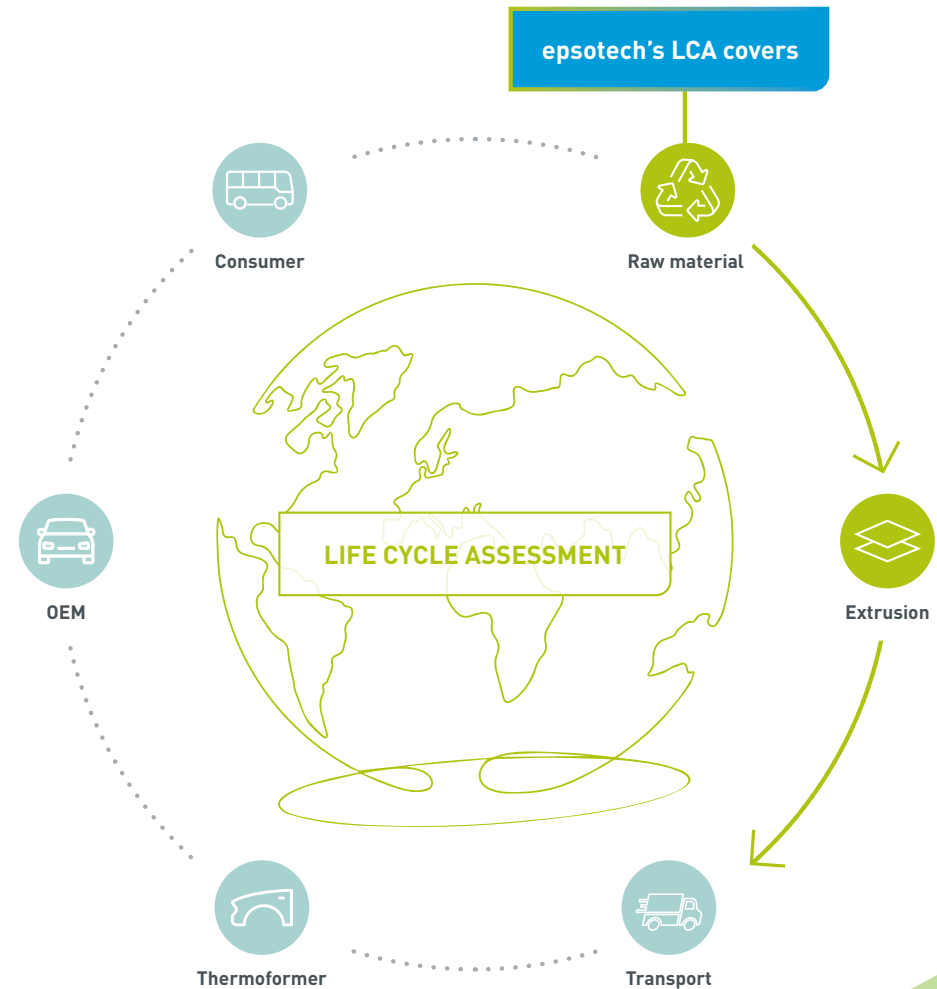 epsotech's LCA covers
Consumer
Raw material
LIFE CYCLE ASSESSMENT
OEM
Extrusion
Thermoformer
Transport